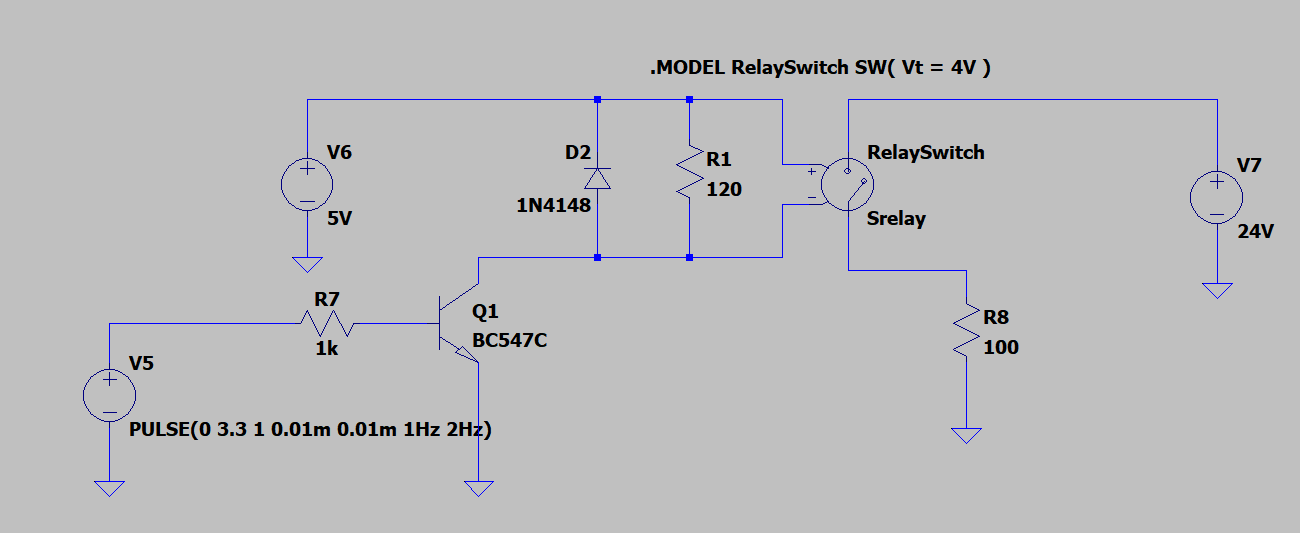 .MODEL RelaySwitch SW( Vt = 4V )
V6
5V
D2
1N4148
R1
120
+
−
RelaySwitch
Srelay
V7
24V
R7
1k
Q1
BC547C
R8
100
V5
PULSE(0 3.3 1 0.01m 0.01m 1Hz 2Hz)